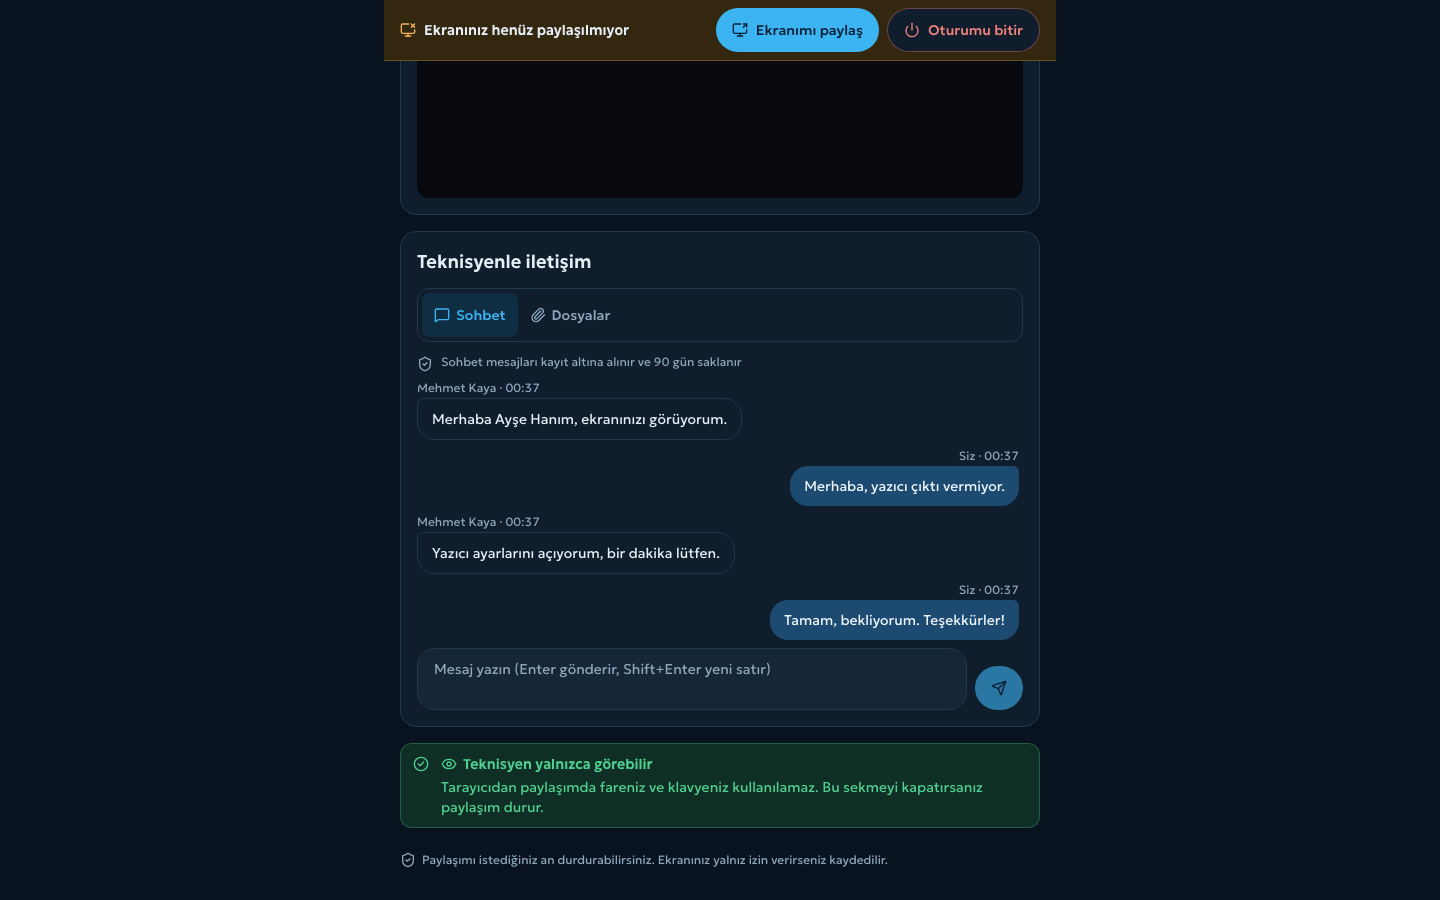 Ekranınız henüz paylaşılmıyor
Ekranımı paylaş
Oturumu bitir
Teknisyenle iletişim
Sohbet
Dosyalar
Sohbet mesajları kayıt altına alınır ve 90 gün saklanır
Mehmet Kaya · 00:37
Merhaba Ayşe Hanım, ekranınızı görüyorum.
Siz · 00:37
Merhaba, yazıcı çıktı vermiyor.
Mehmet Kaya · 00:37
Yazıcı ayarlarını açıyorum, bir dakika lütfen.
Siz · 00:37
Tamam, bekliyorum. Teşekkürler!
Mesaj yazın (Enter gönderir, Shift+Enter yeni satır)
Teknisyen yalnızca görebilir
Tarayıcıdan paylaşımda fareniz ve klavyeniz kullanılamaz. Bu sekmeyi kapatırsanız
paylaşım durur.
Paylaşımı istediğiniz an durdurabilirsiniz. Ekranınız yalnız izin verirseniz kaydedilir.